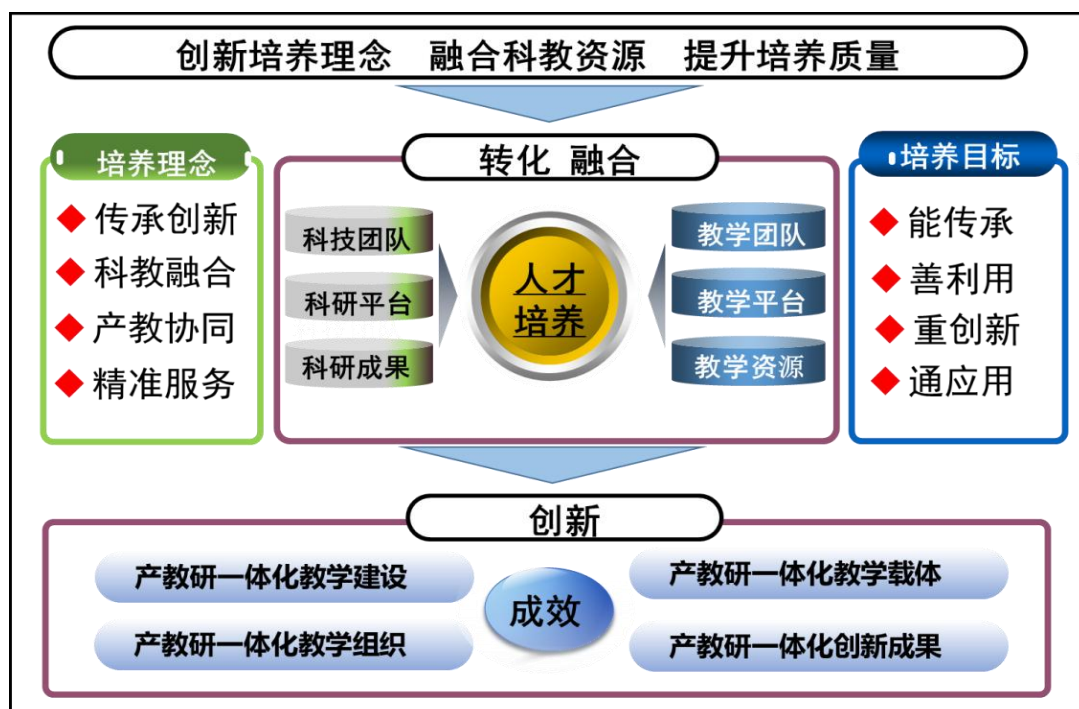 创新培养理念 融合科教资源 提升培养质量
培养理念
传承创新
科教融合
产教协同
精准服务
转化 融合
科技团队
科研平台
科研成果
人才
培养
教学团队
教学平台
教学资源
培养目标
能传承
善利用
重创新
通应用
创新
产教研一体化教学建设
产教研一体化教学组织
成效
产教研一体化教学载体
产教研一体化创新成果